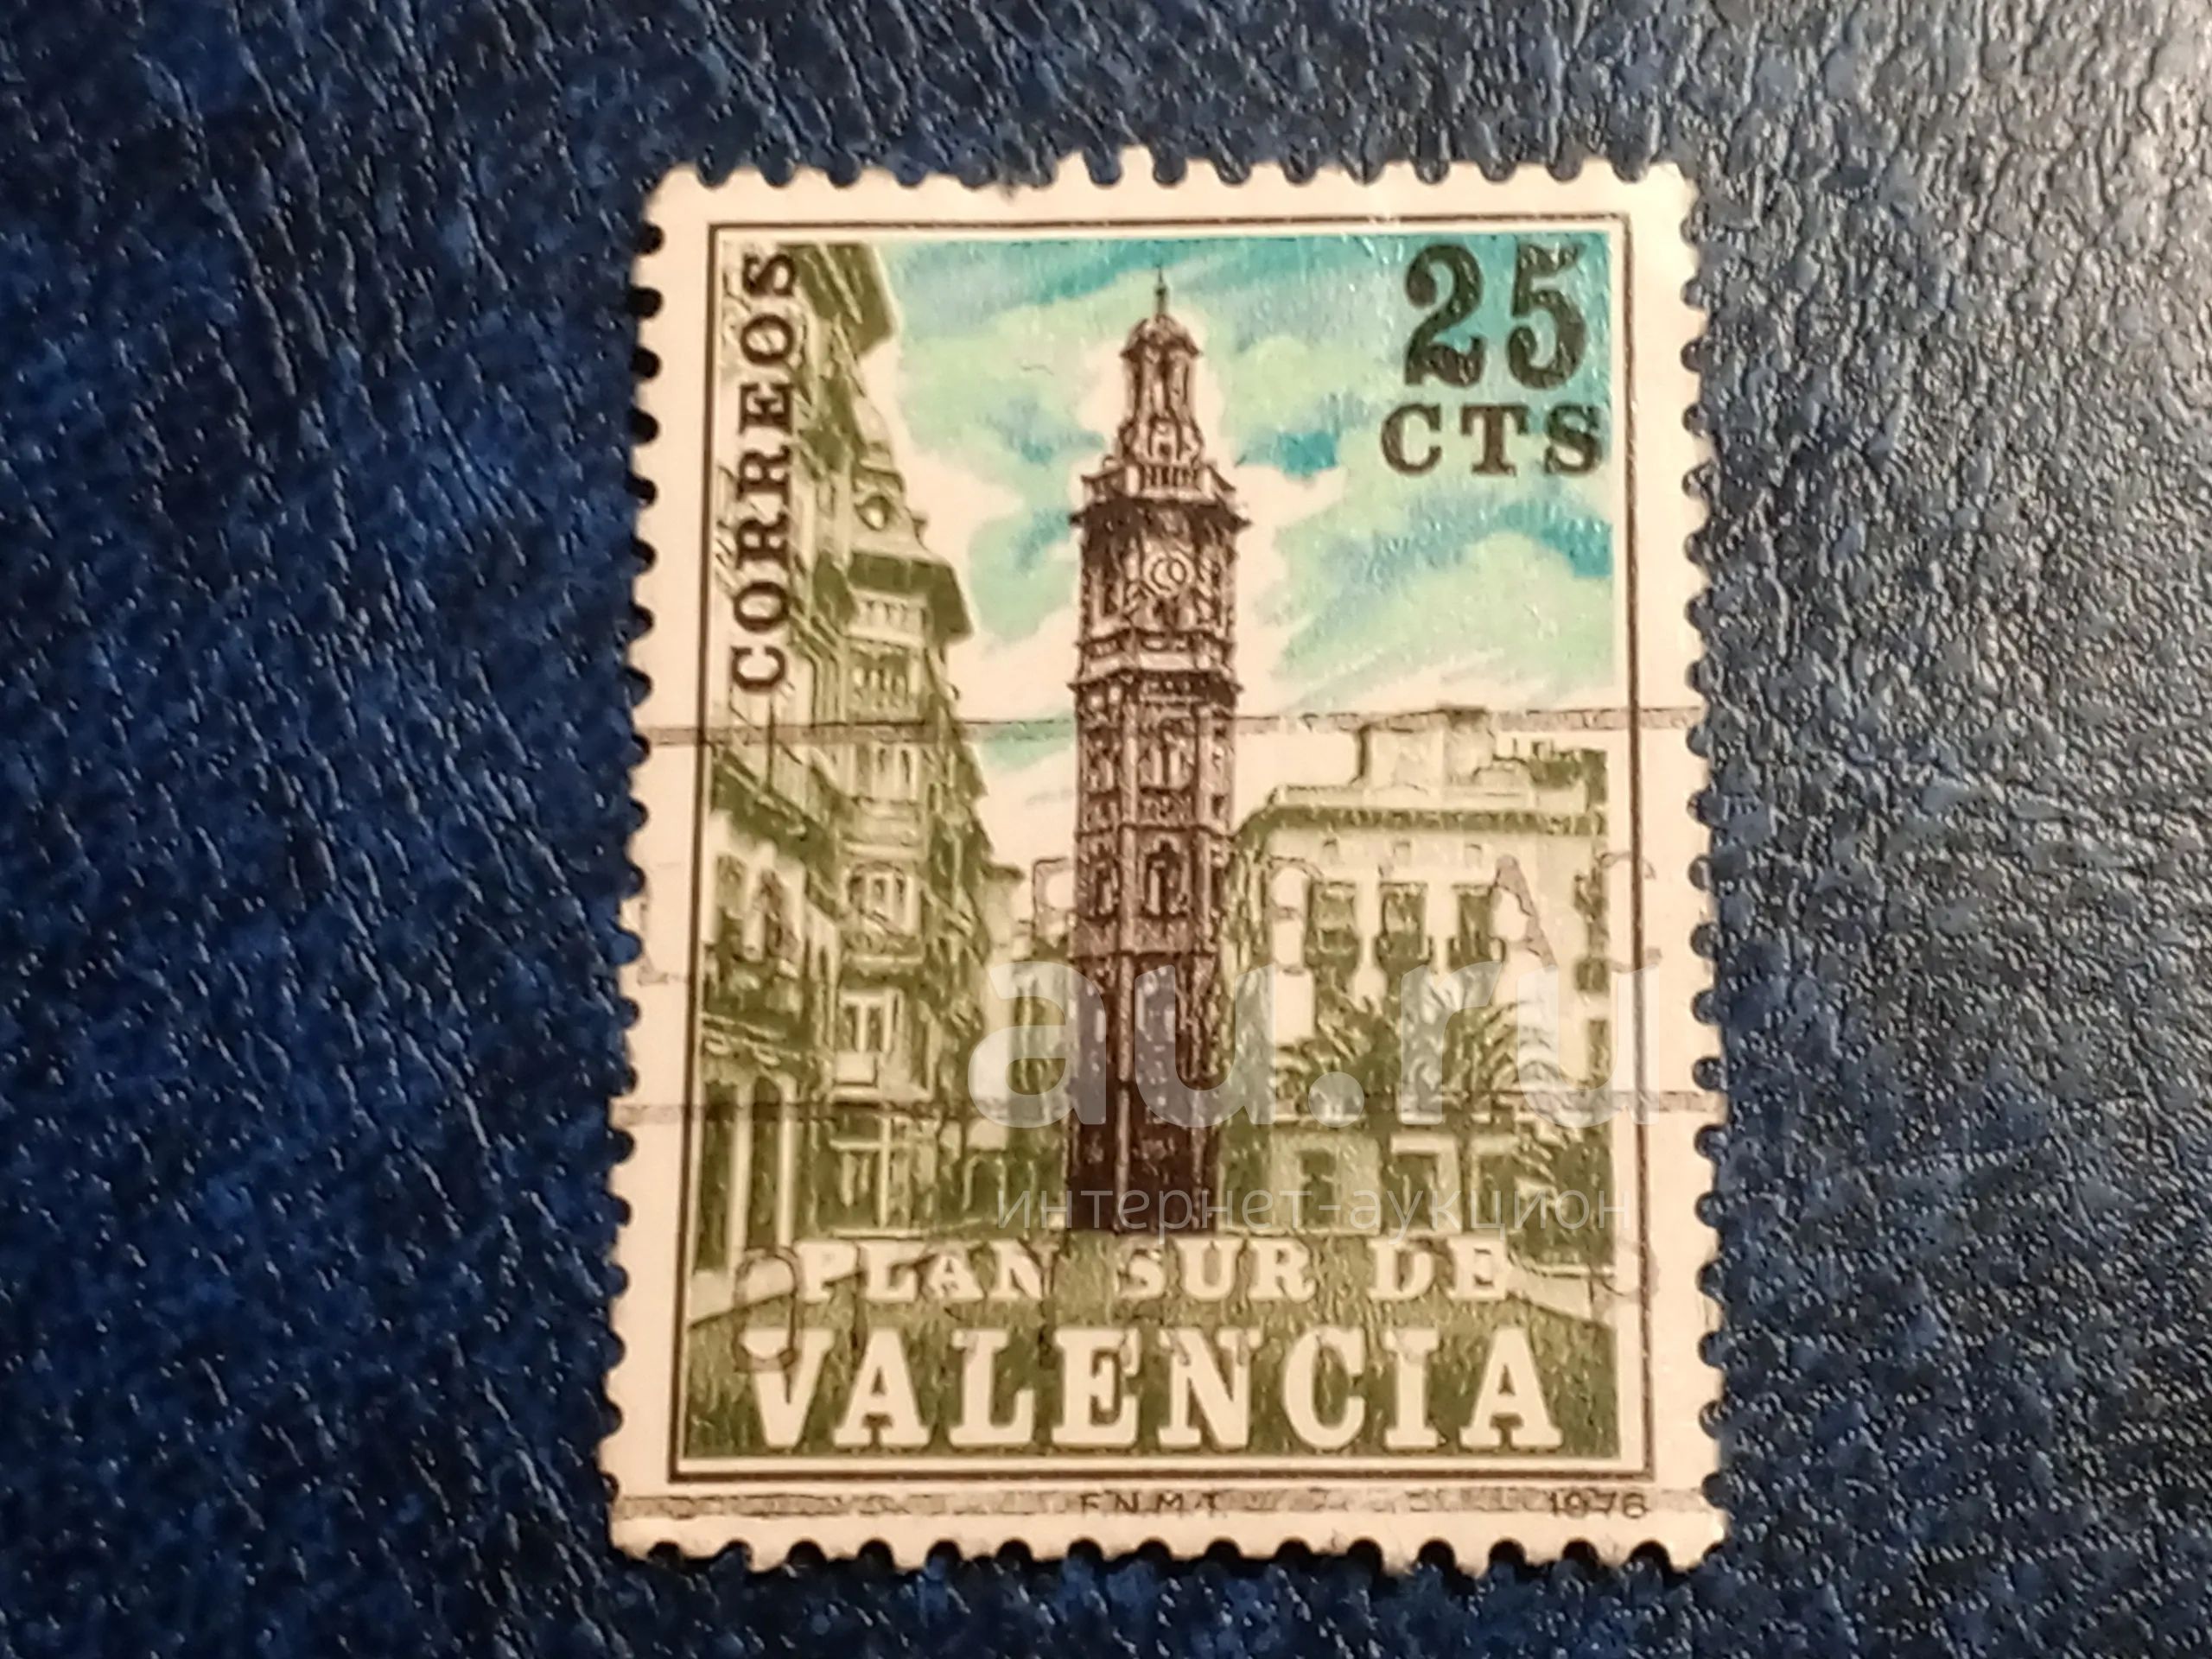 CORREOS
25
CTS
au.ru
интернет-аукцион
PLAN SUR DE
VALENCIA
F.N.M.T. 1976